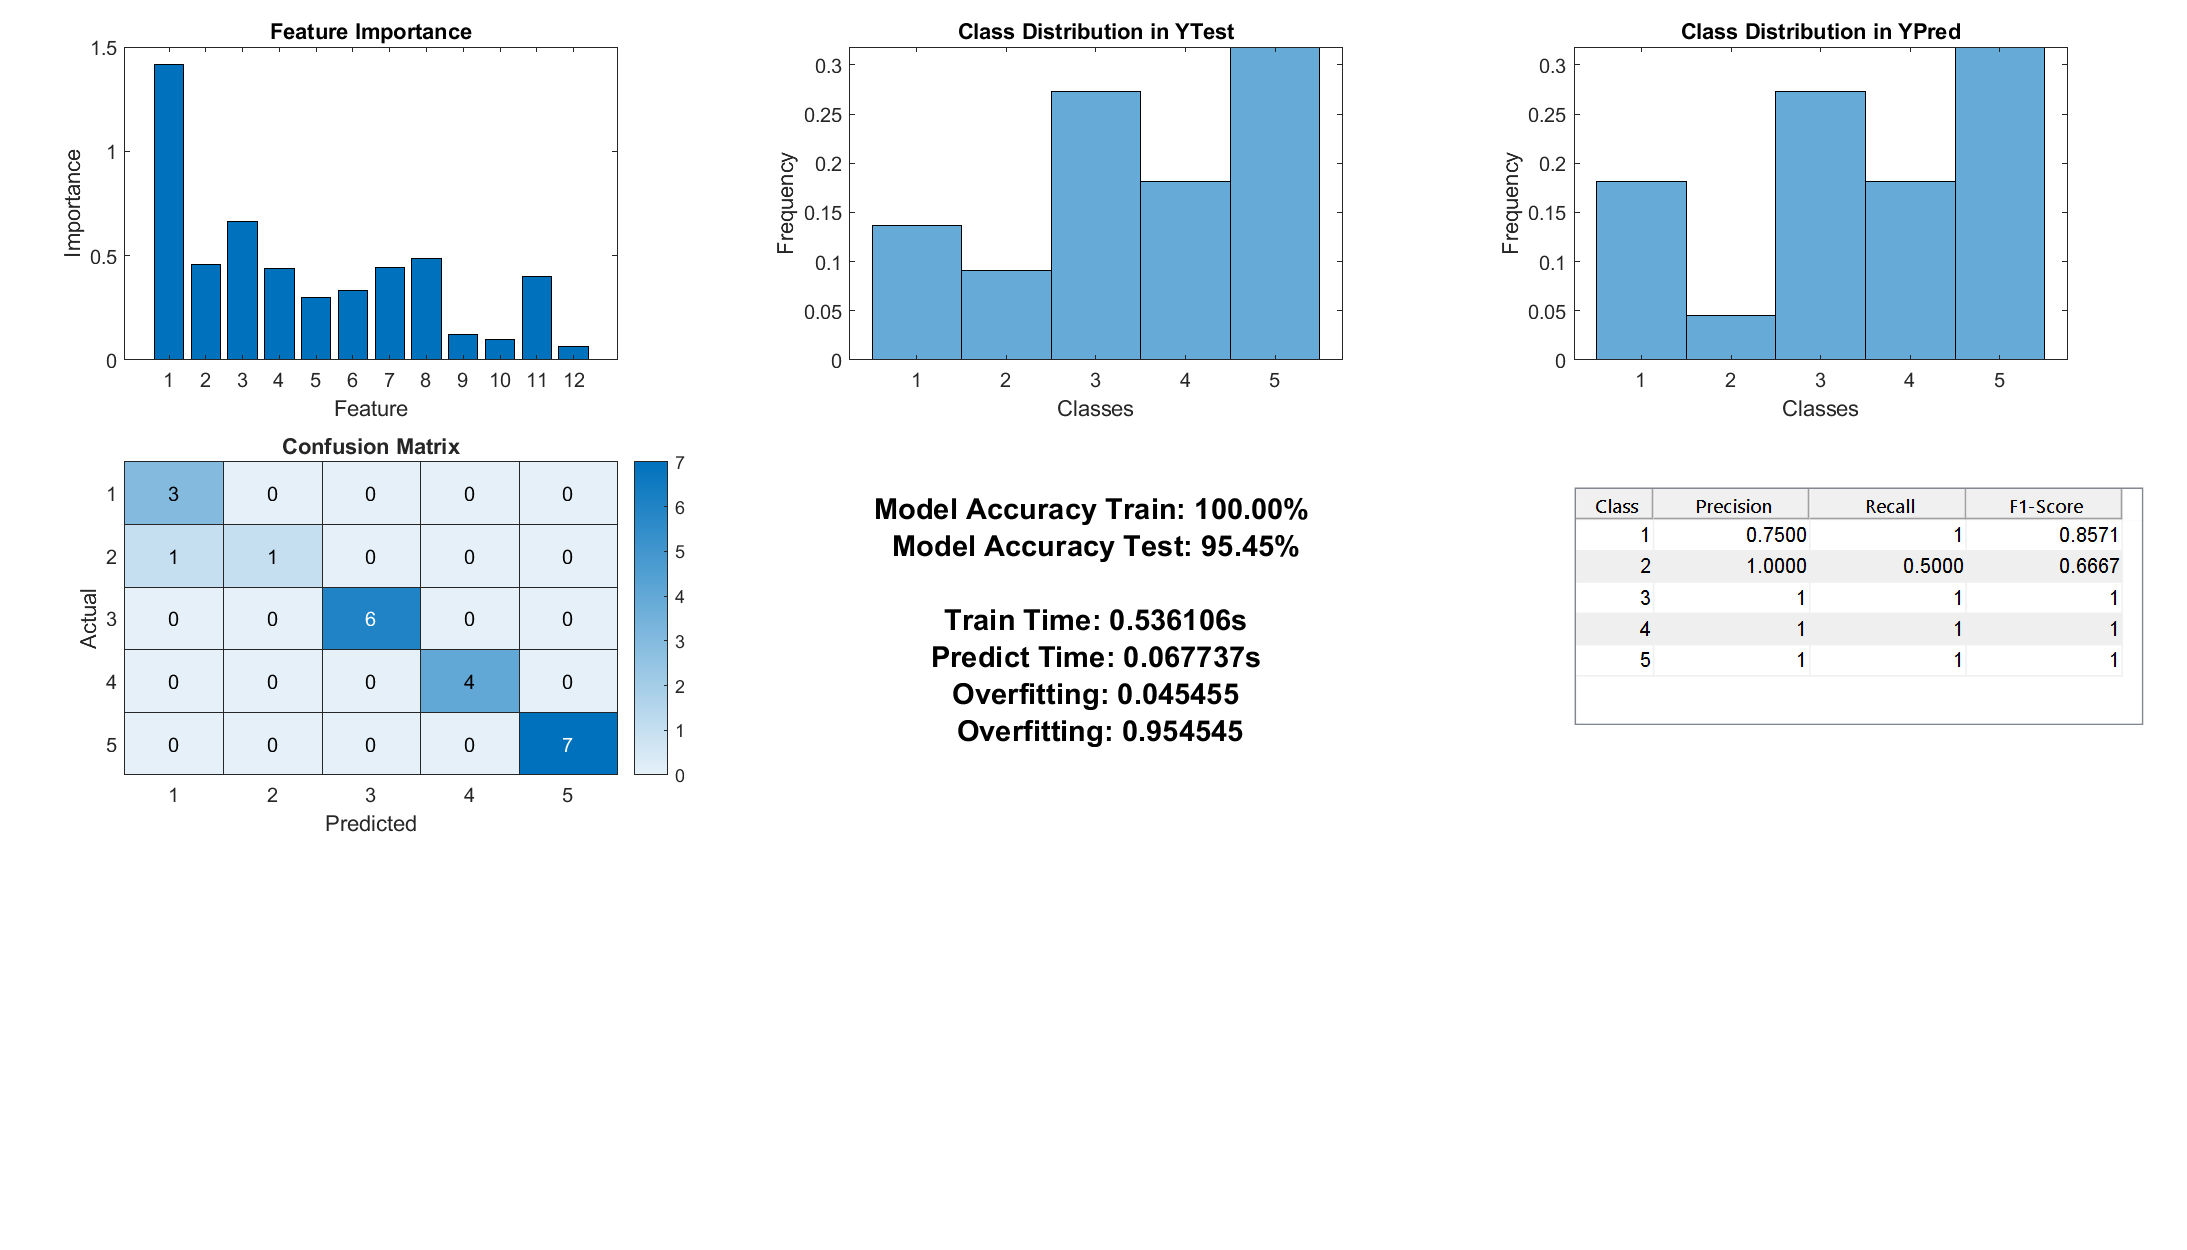 Feature Importance
1.5
1
0.5
0
Importance
1 2 3 4 5 6 7 8 9 10 11 12
Feature
Class Distribution in YTest
0.3
0.25
0.2
0.15
0.1
0.05
0
Frequency
1 2 3 4 5
Classes
Class Distribution in YPred
0.3
0.25
0.2
0.15
0.1
0.05
0
Frequency
1 2 3 4 5
Classes
Confusion Matrix
Actual
1 3 0 0 0 0
2 1 1 0 0 0
3 0 0 6 0 0
4 0 0 0 4 0
5 0 0 0 0 7
1 2 3 4 5
Predicted
7
6
5
4
3
2
1
0
Model Accuracy Train: 100.00%
Model Accuracy Test: 95.45%
Train Time: 0.536106s
Predict Time: 0.067737s
Overfitting: 0.045455
Overfitting: 0.954545
Class Precision Recall F1-Score
1 0.7500 1 0.8571
2 1.0000 0.5000 0.6667
3 1 1 1
4 1 1 1
5 1 1 1